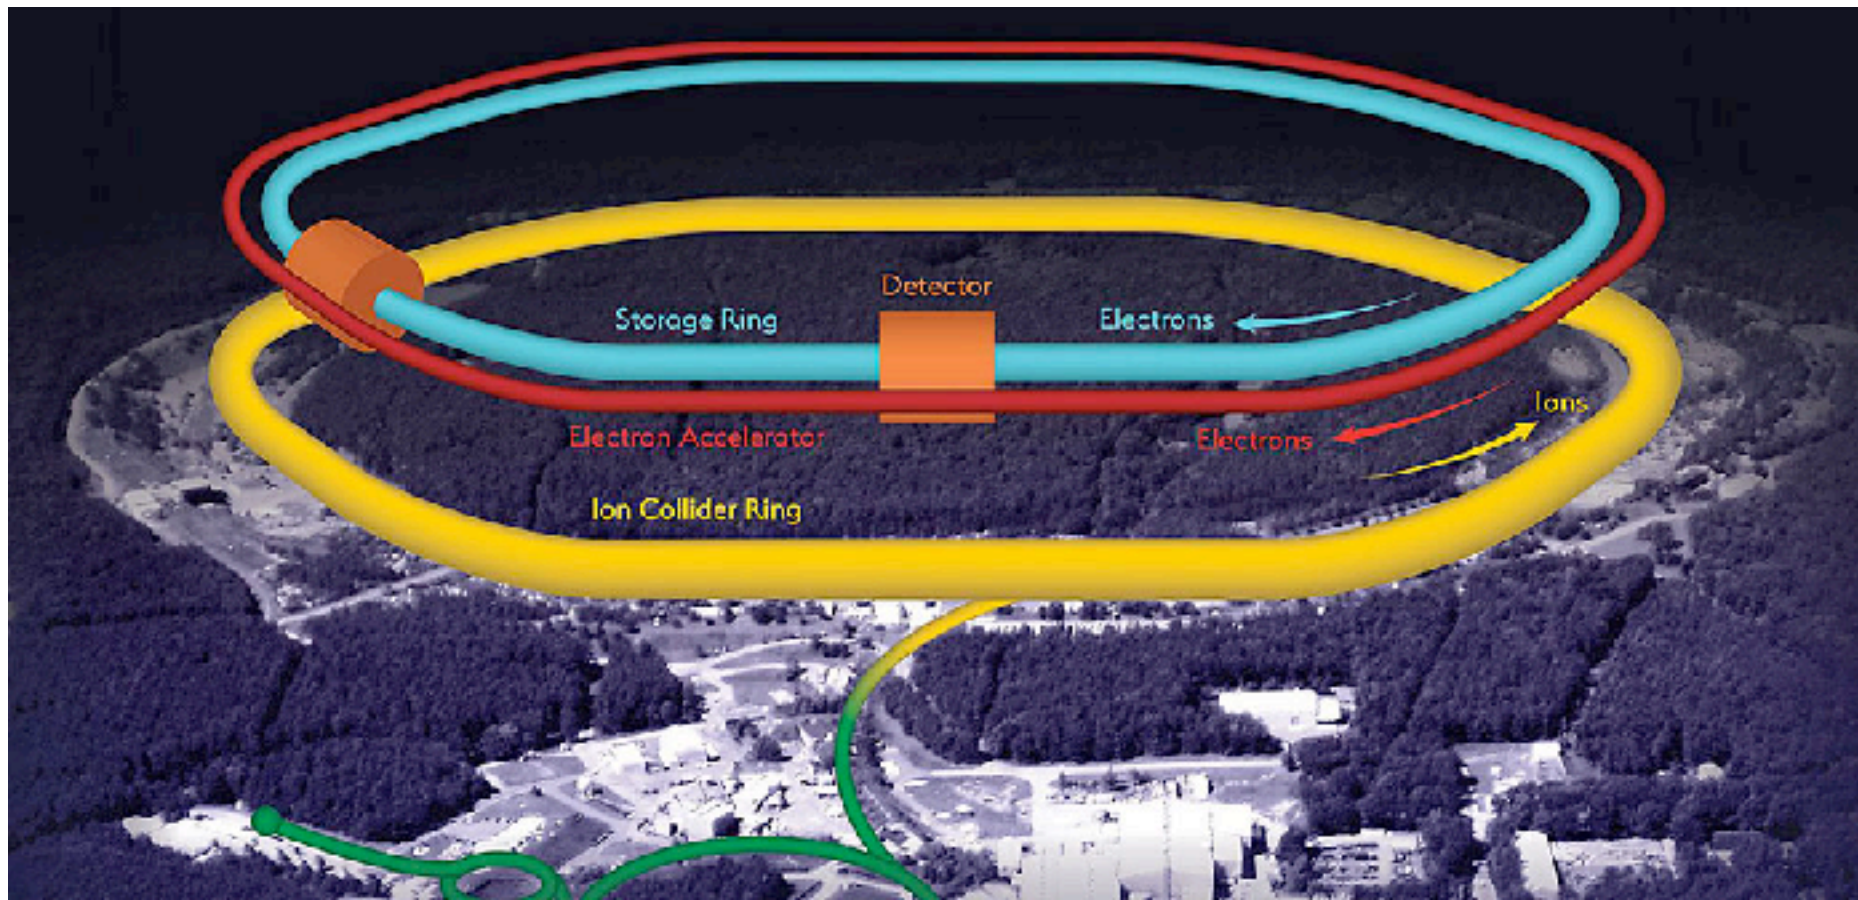 Detector
Storage Ring
Electrons
Ions
Electron Accelerator
Electrons
Ion Collider Ring